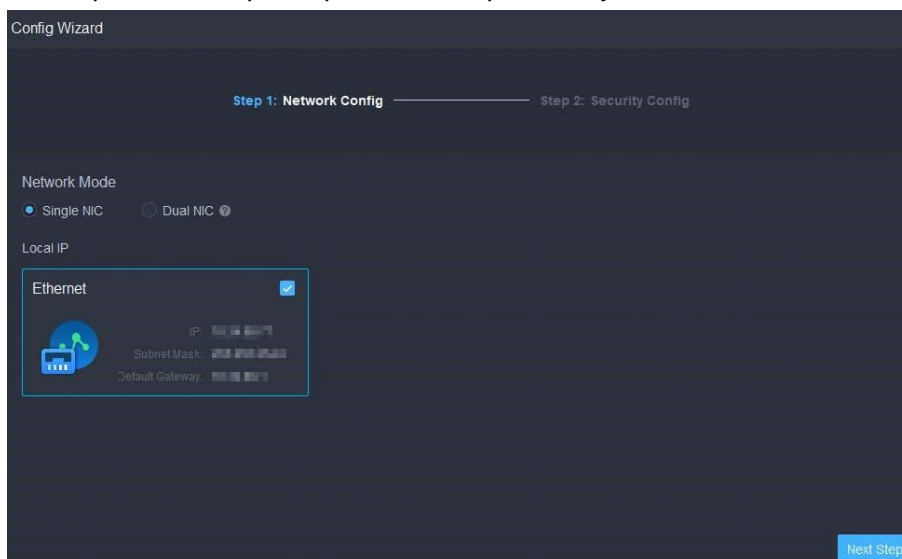 Config Wizard
Step 1: Network Config Step 2: Security Config
Network Mode
Single NIC Dual NIC ?
Local IP
Ethernet
IP:
Subnet Mask:
Default Gateway:
Next Step